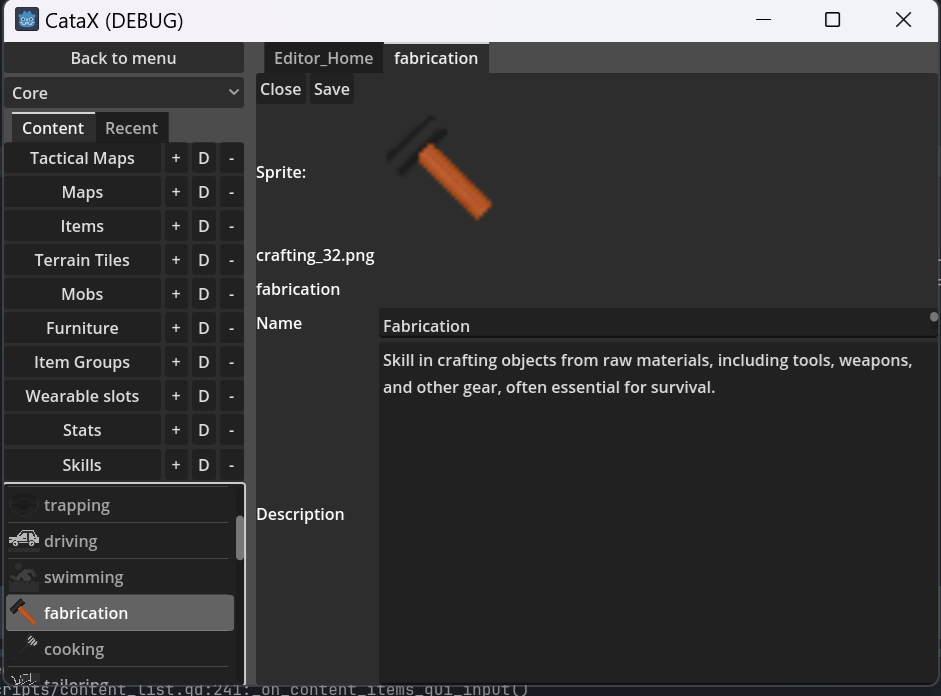 CataX (DEBUG)
Back to menu
Core
Content Recent
Tactical Maps + D -
Maps + D -
Items + D -
Terrain Tiles + D -
Mobs + D -
Furniture + D -
Item Groups + D -
Wearable slots + D -
Stats + D -
Skills + D -
trapping
driving
swimming
fabrication
cooking
tailoring
Editor_Home fabrication
Close Save
Sprite:
crafting_32.png
fabrication
Name Fabrication
Description
Skill in crafting objects from raw materials, including tools, weapons,
and other gear, often essential for survival.
cripts/content_list.gd:241:_on_content_items_gui_input()